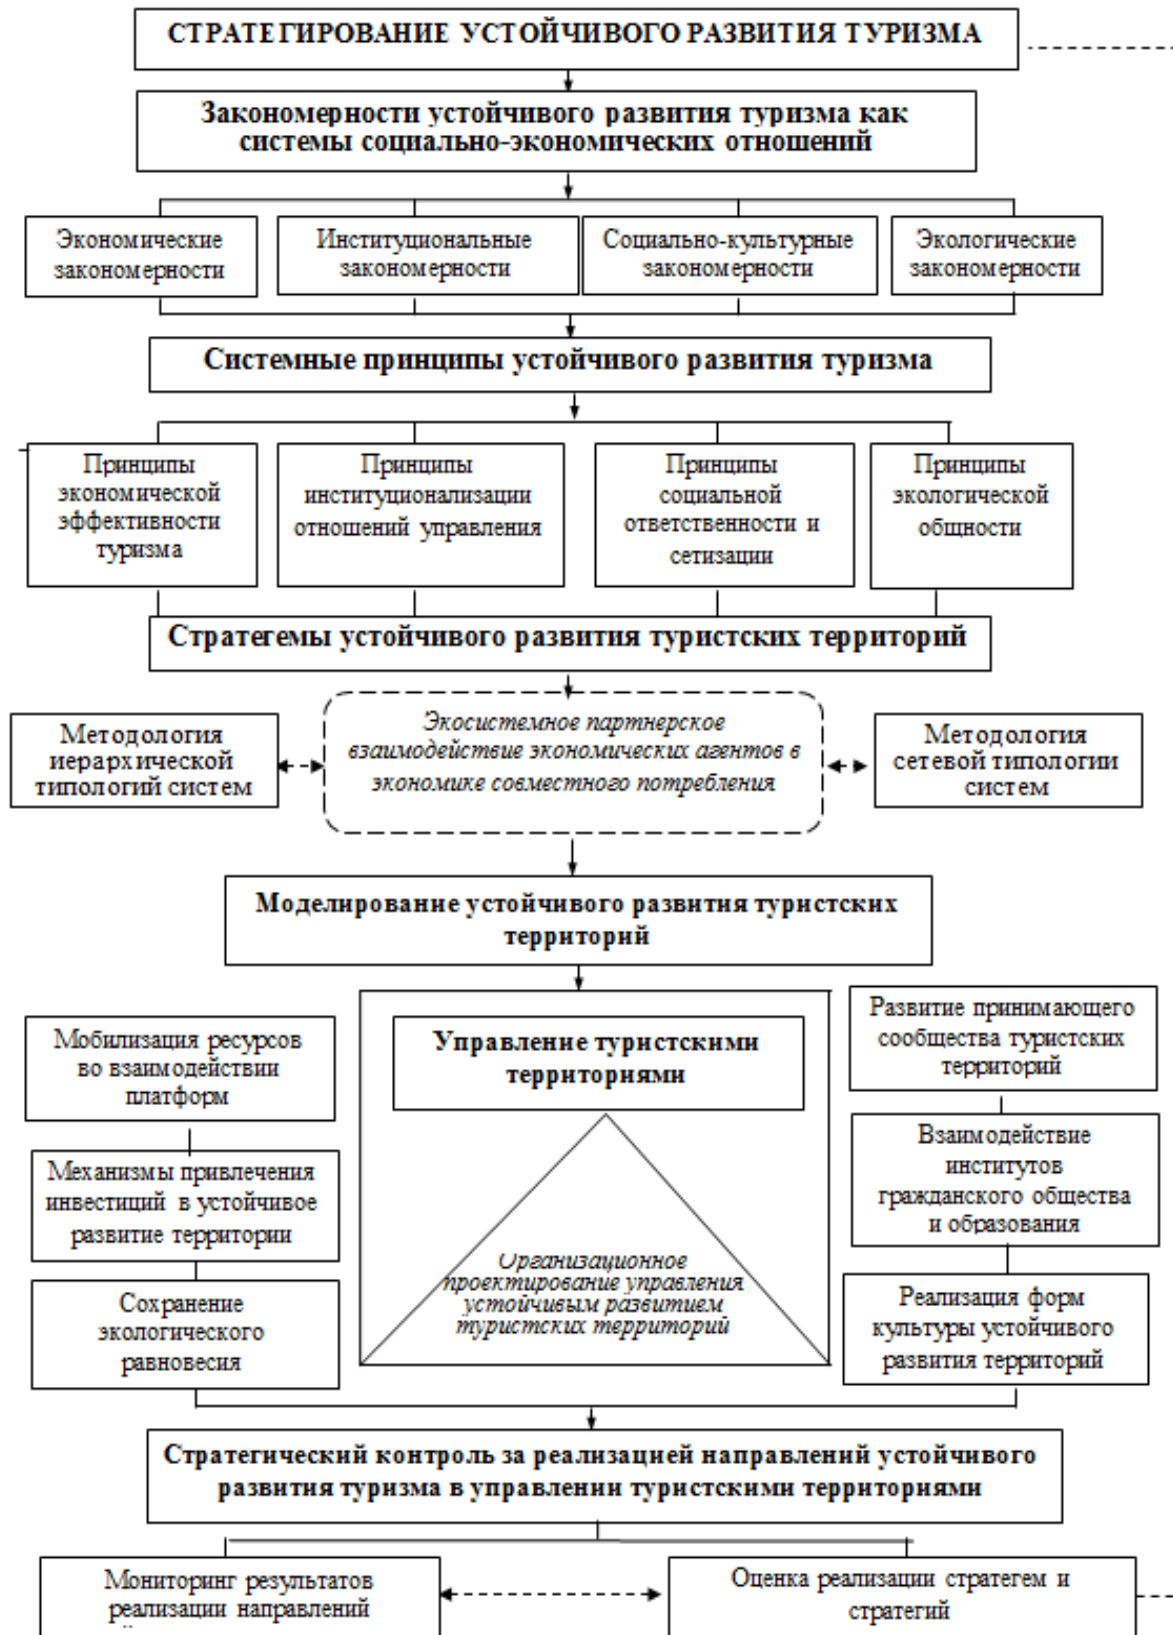 СТРАТЕГИРОВАНИЕ УСТОЙЧИВОГО РАЗВИТИЯ ТУРИЗМА
Закономерности устойчивого развития туризма как
системы социально-экономических отношений
Экономические
закономерности
Институциональные
закономерности
Социально-культурные
закономерности
Экологические
закономерности
Системные принципы устойчивого развития туризма
Принципы
экономической
эффективности
туризма
Принципы
институционализации
отношений управления
Принципы
социальной
ответственности и
сетизации
Принципы
экологической
общности
Стратегемы устойчивого развития туристских территорий
Методология
иерархической
типологий систем
Экосистемное партнерское
взаимодействие экономических агентов в
экономике совместного потребления
Методология
сетевой типологии
систем
Моделирование устойчивого развития туристских
территорий
Мобилизация ресурсов
во взаимодействии
платформ
Механизмы привлечения
инвестиций в устойчивое
развитие территории
Сохранение
экологического
равновесия
Управление туристскими
территориями
Организационное
проектирование управления
устойчивым развитием
туристских территорий
Развитие принимающего
сообщества туристских
территорий
Взаимодействие
институтов
гражданского общества
и образования
Реализация форм
культуры устойчивого
развития территорий
Стратегический контроль за реализацией направлений устойчивого
развития туризма в управлении туристскими территориями
Мониторинг результатов
реализации направлений
Оценка реализации стратегем и
стратегий